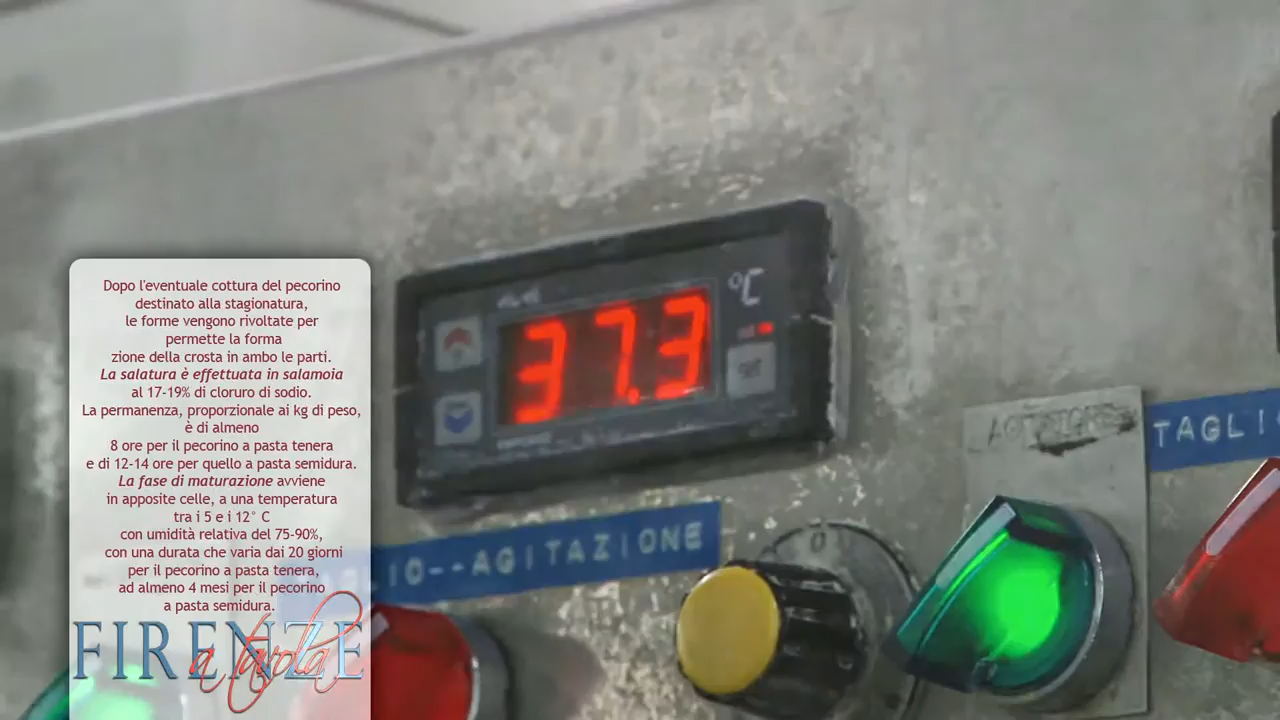 Dopo l'eventuale cottura del pecorino
destinato alla stagionatura,
le forme vengono rivoltate per
permette la forma
zione della crosta in ambo le parti.
La salatura è effettuata in salamoia
al 17-19% di cloruro di sodio.
La permanenza, proporzionale ai kg di peso,
è di almeno
8 ore per il pecorino a pasta tenera
e di 12-14 ore per quello a pasta semidura.
La fase di maturazione avviene
in apposite celle, a una temperatura
tra i 5 e i 12° C
con umidità relativa del 75-90%,
con una durata che varia dai 20 giorni
per il pecorino a pasta tenera,
ad almeno 4 mesi per il pecorino
a pasta semidura.
FIRENZE
a tavola
°C
37.3
set
IO--AGITAZIONE
0
TAGLIO